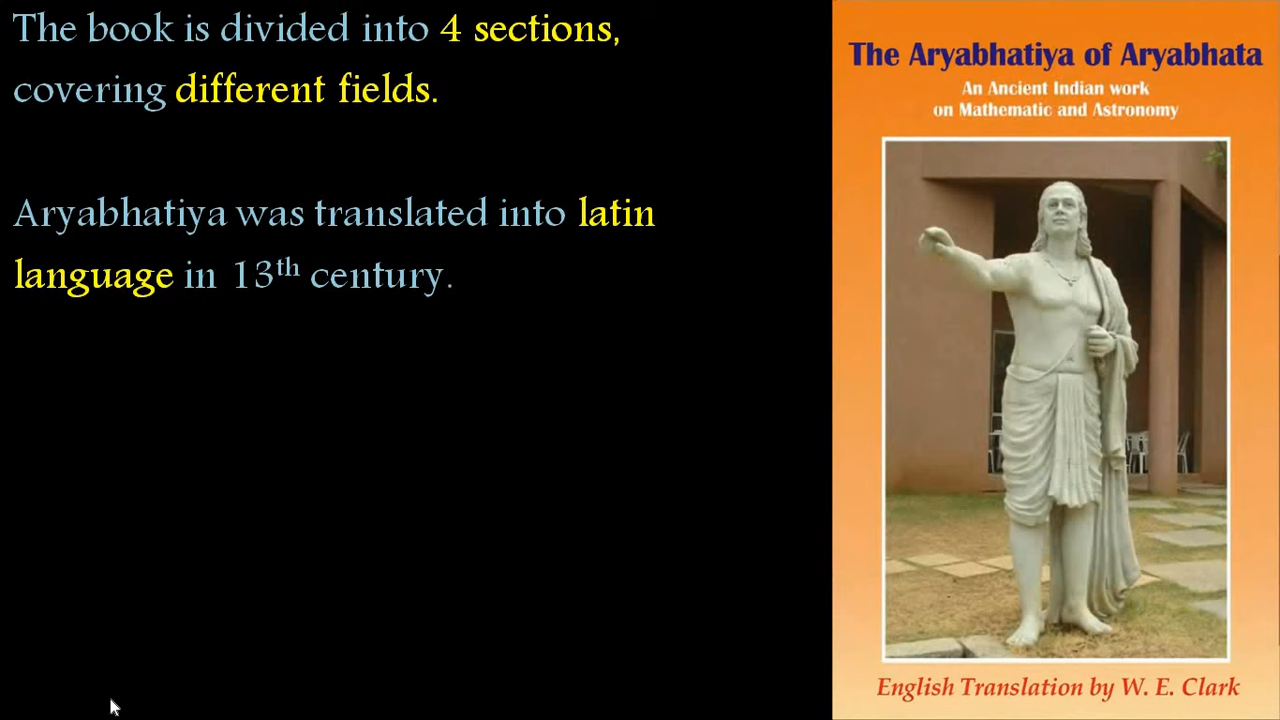 The book is divided into 4 sections,
covering different fields.
Aryabhatiya was translated into latin
language in 13th century.
The Aryabhatiya of Aryabhata
An Ancient Indian work
on Mathematic and Astronomy
English Translation by W. E. Clark